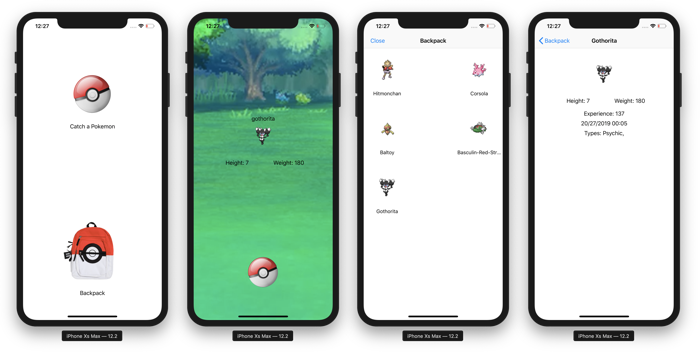 12:27
Catch a Pokemon
Backpack
iPhone Xs Max — 12.2
12:27
gothorita
Height: 7 Weight: 180
iPhone Xs Max — 12.2
12:27
Close Backpack
Hitmonchan Corsola
Baltoy Basculin-Red-Str...
Gothorita
iPhone Xs Max — 12.2
12:27
Backpack Gothorita
Height: 7 Weight: 180
Experience: 137
20/27/2019 00:05
Types: Psychic,
iPhone Xs Max — 12.2